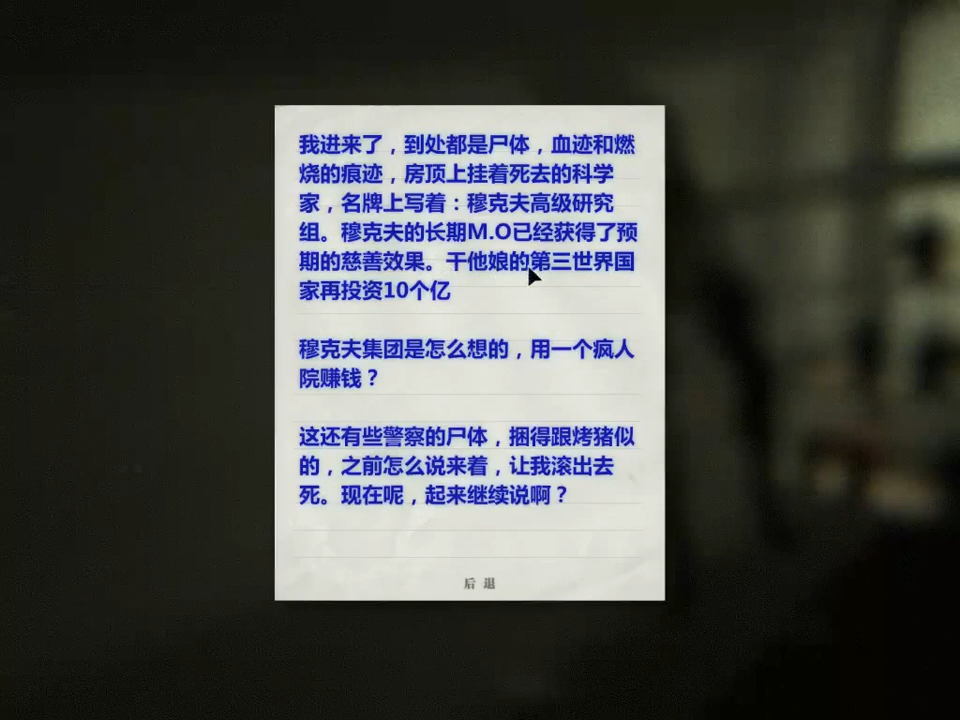 我进来了，到处都是尸体，血迹和燃
烧的痕迹，房顶上挂着死去的科学
家，名牌上写着：穆克夫高级研究
组。穆克夫的长期M.O已经获得了预
期的慈善效果。干他娘的第三世界国
家再投资10个亿
穆克夫集团是怎么想的，用一个疯人
院赚钱？
这还有些警察的尸体，捆得跟烤猪似
的，之前怎么说来着，让我滚出去
死。现在呢，起来继续说啊？
后 退